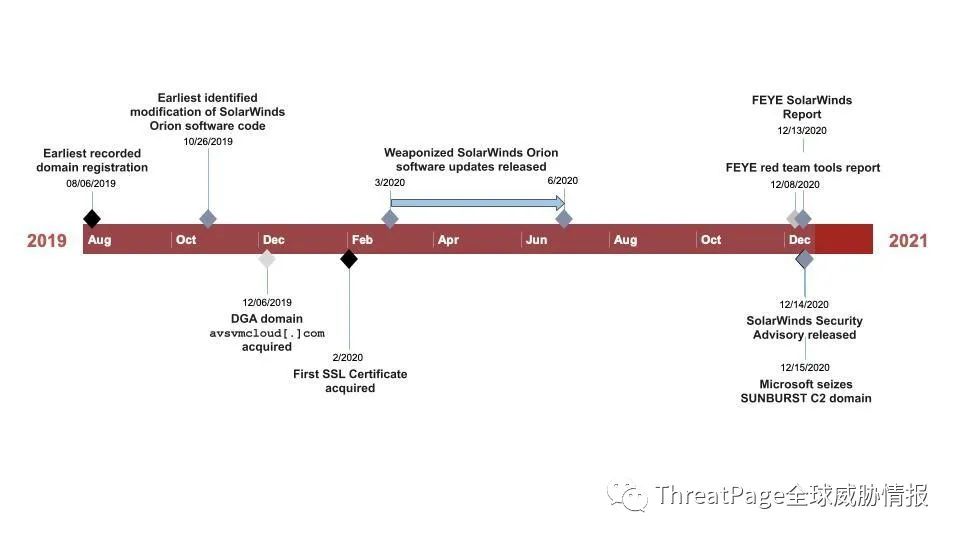 Earliest recorded
domain registration
08/06/2019
Earliest identified
modification of SolarWinds
Orion software code
10/26/2019
Weaponized SolarWinds Orion
software updates released
3/2020
6/2020
FEYE SolarWinds
Report
12/13/2020
FEYE red team tools report
12/08/2020
2019
Aug
Oct
Dec
Feb
Apr
Jun
Aug
Oct
Dec
2021
12/06/2019
DGA domain
avsvmcloud[.]com
acquired
2/2020
First SSL Certificate
acquired
12/14/2020
SolarWinds Security
Advisory released
12/15/2020
Microsoft seizes
SUNBURST C2 domain
ThreatPage全球威胁情报